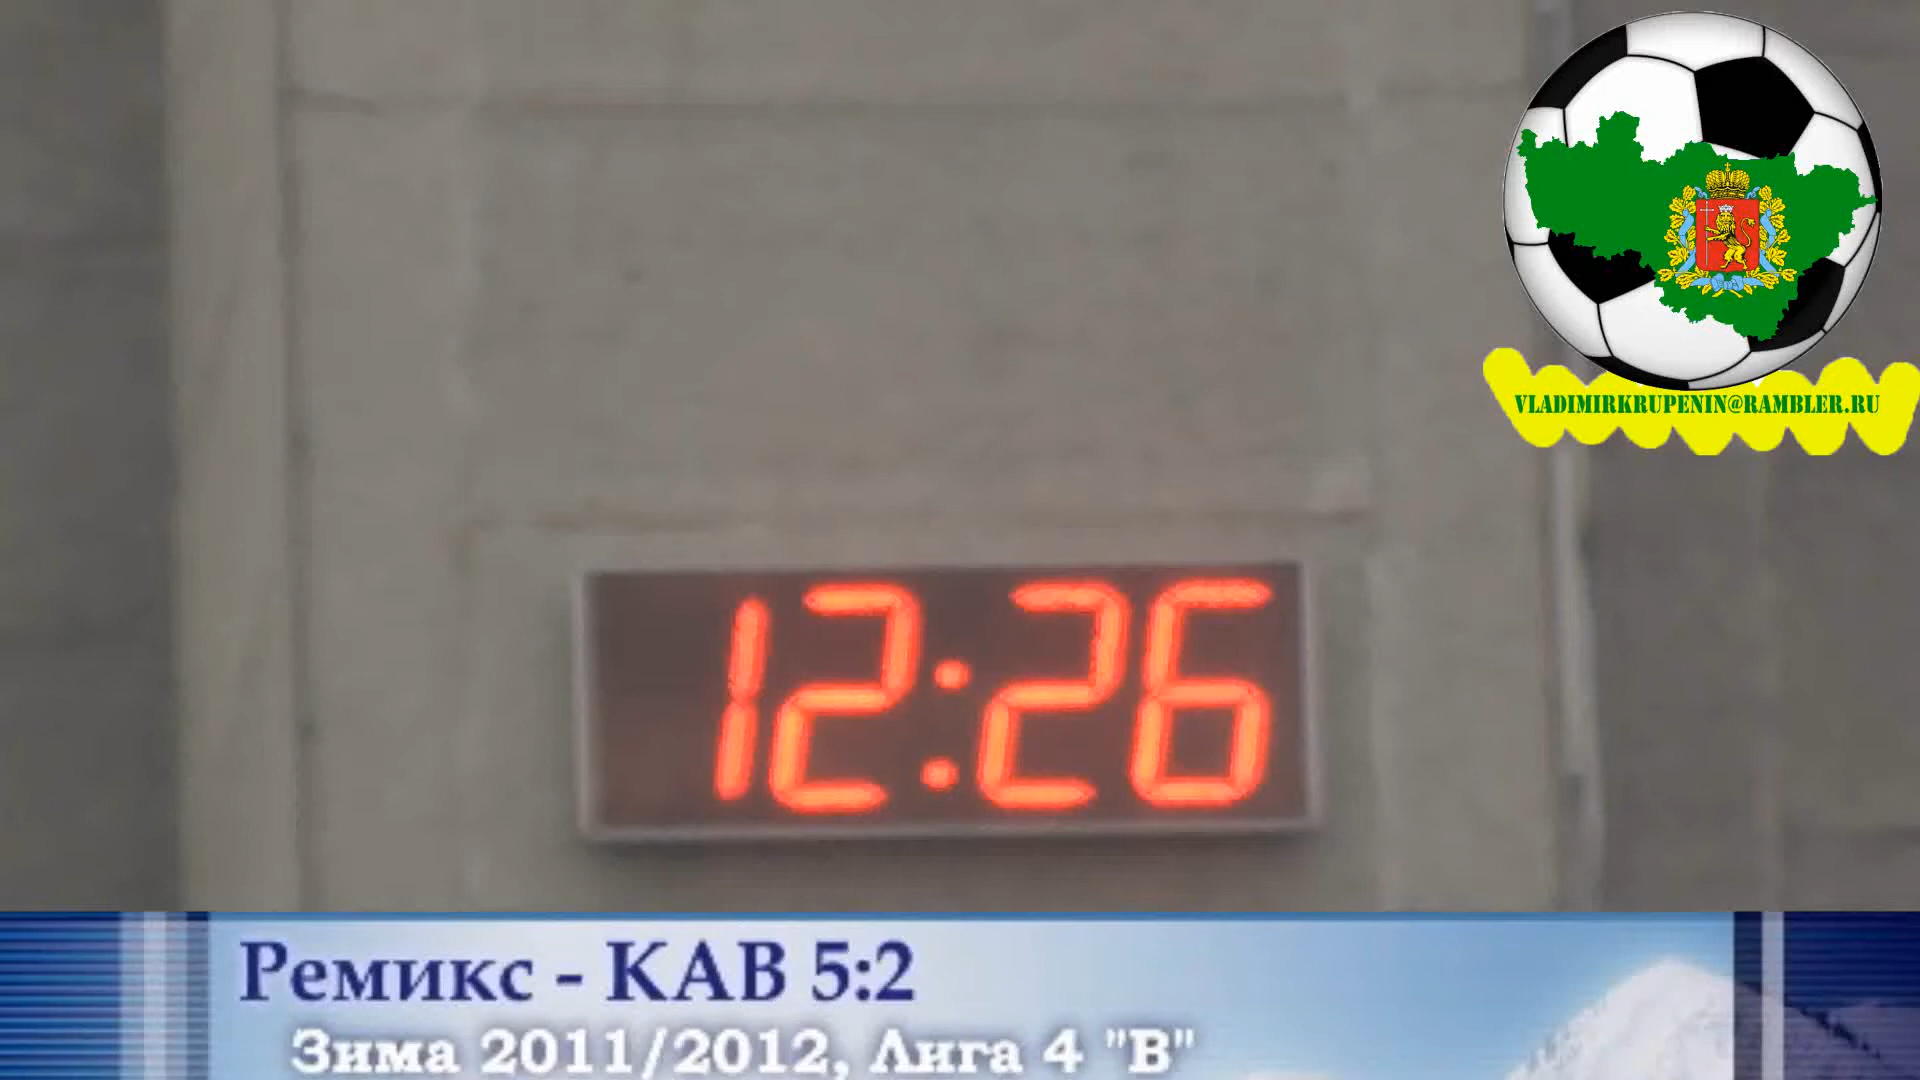 VLADIMIRKRUPENIN@RAMBLER.RU
12:26
Ремикс - КАВ 5:2
Зима 2011/2012, Лига 4 "В"